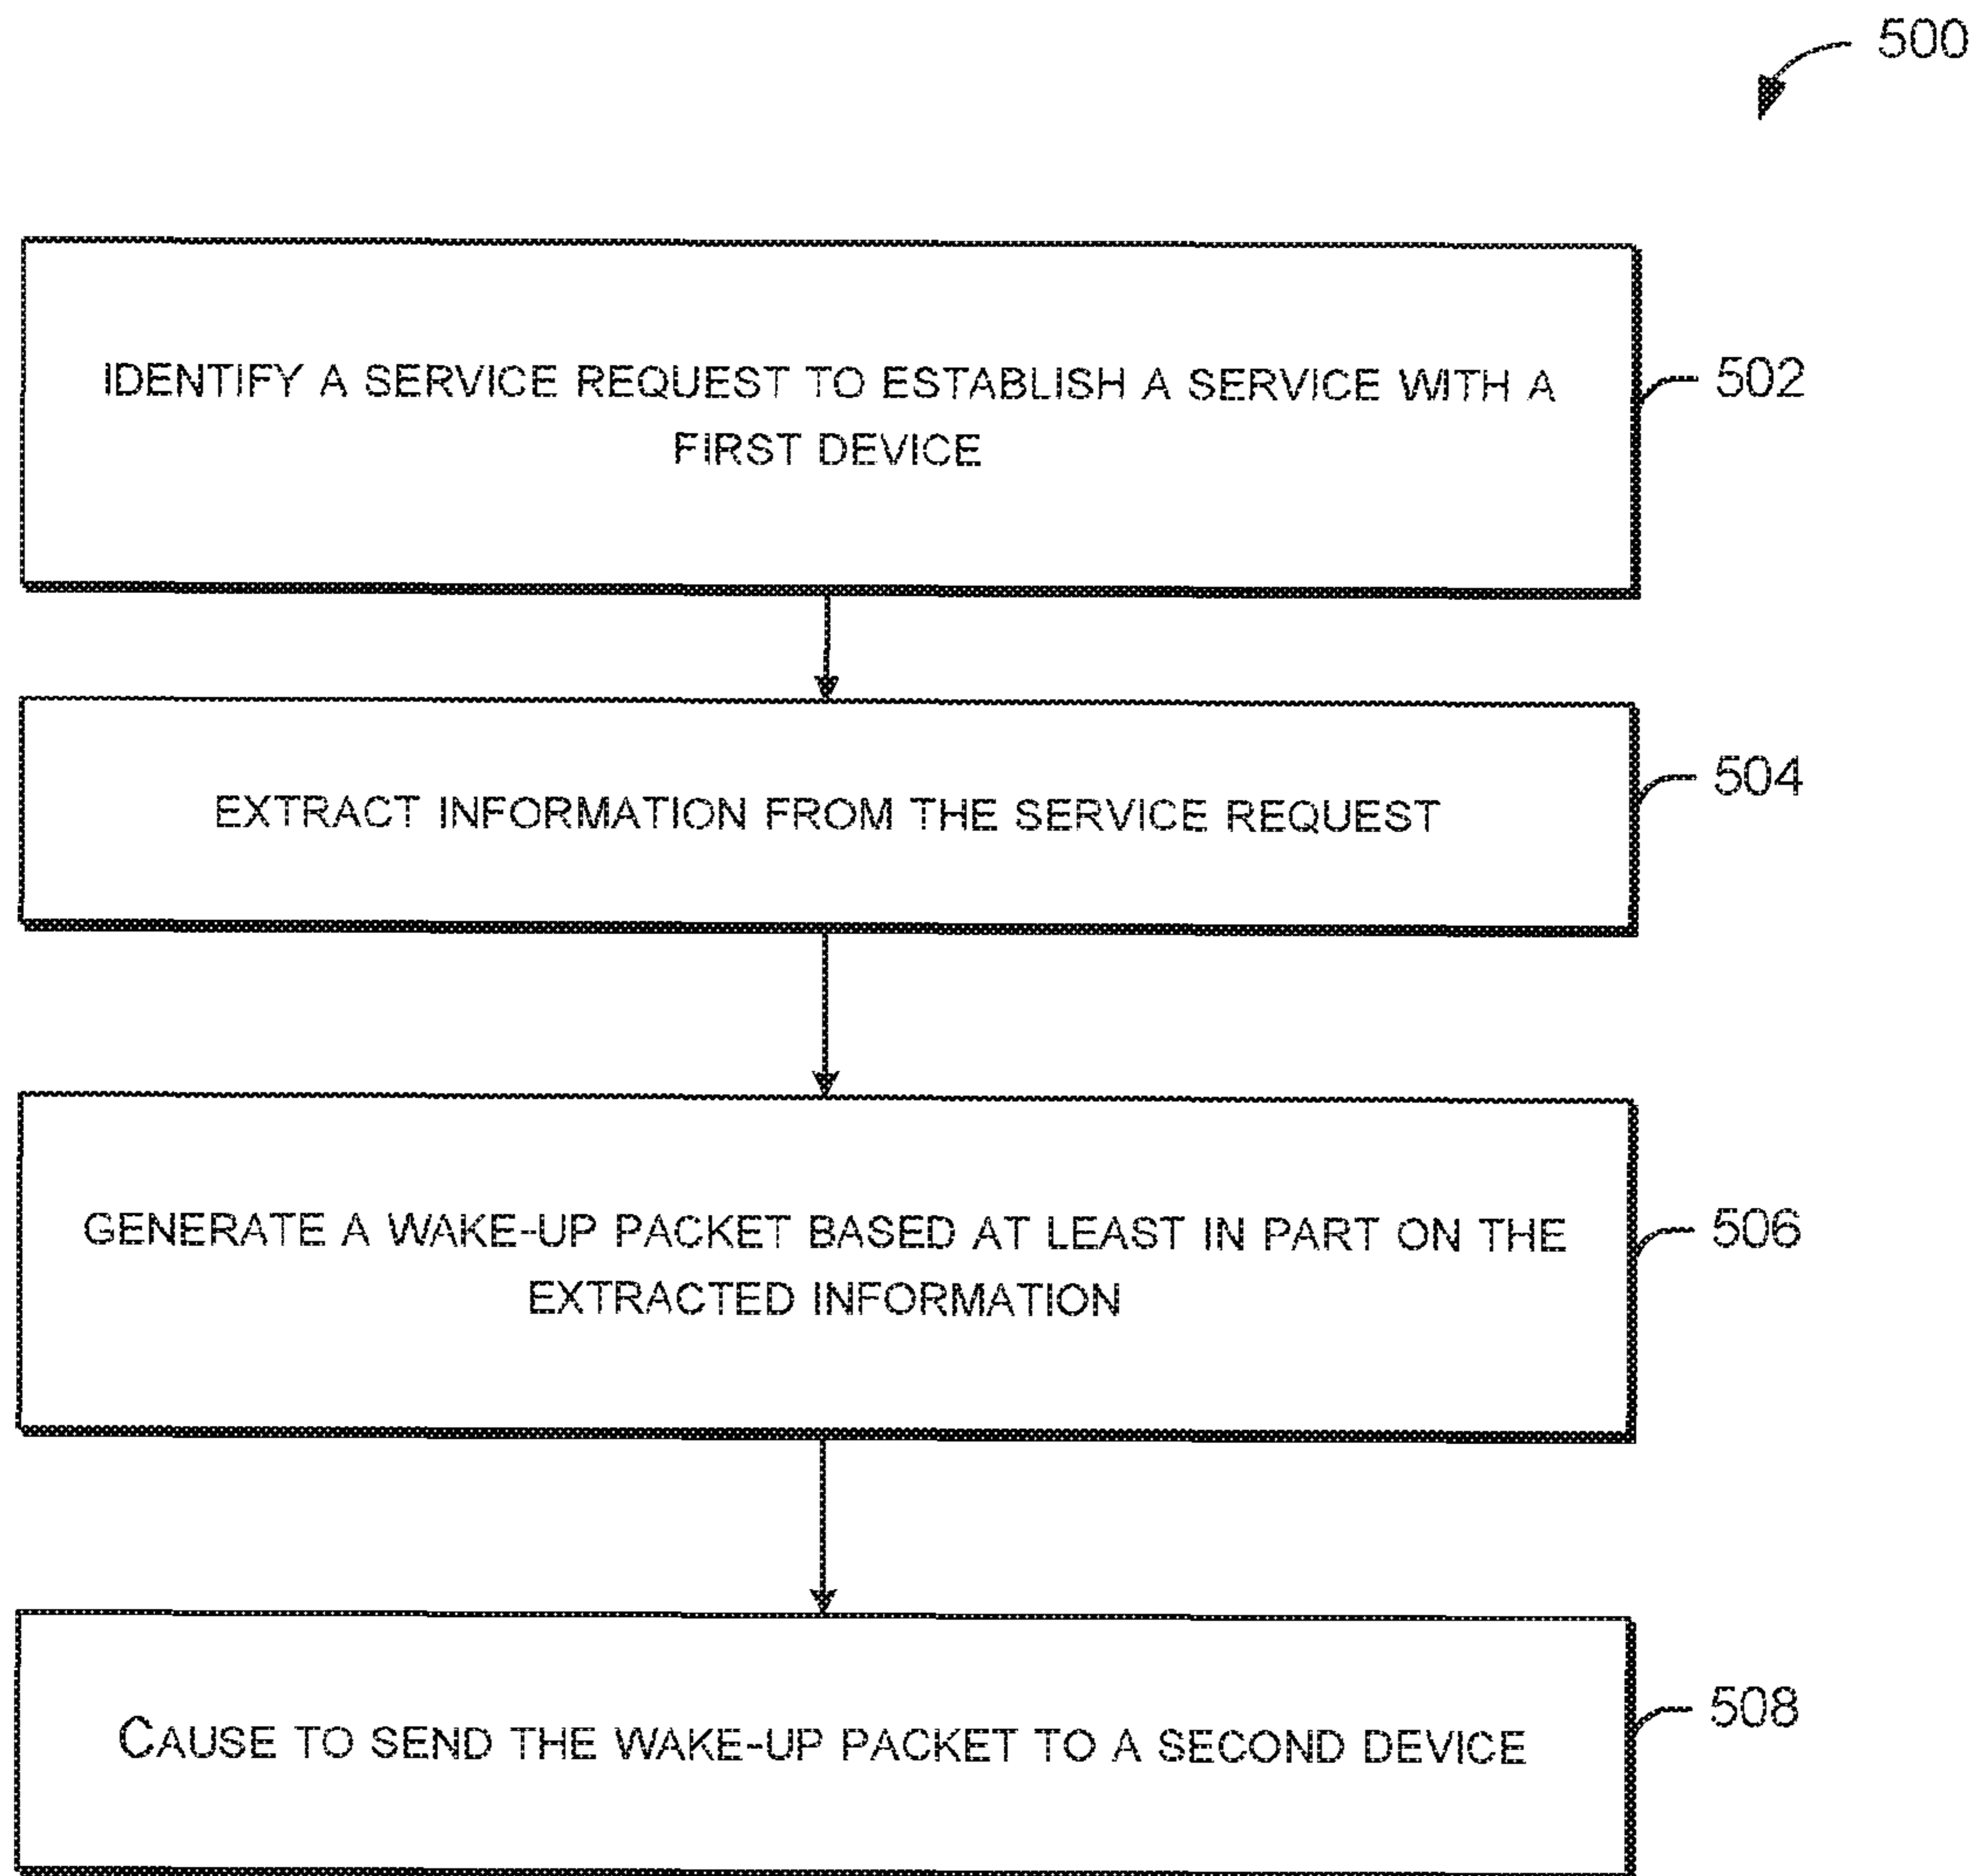 500
IDENTIFY A SERVICE REQUEST TO ESTABLISH A SERVICE WITH A
FIRST DEVICE
502
EXTRACT INFORMATION FROM THE SERVICE REQUEST
504
GENERATE A WAKE-UP PACKET BASED AT LEAST IN PART ON THE
EXTRACTED INFORMATION
506
CAUSE TO SEND THE WAKE-UP PACKET TO A SECOND DEVICE
508